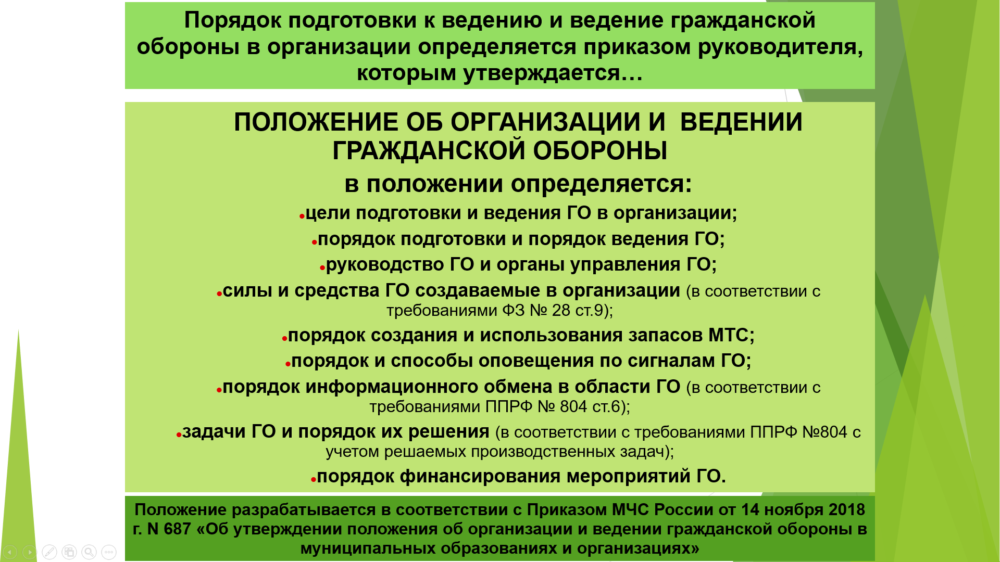 Порядок подготовки к ведению и ведение гражданской
обороны в организации определяется приказом руководителя,
которым утверждается…
ПОЛОЖЕНИЕ ОБ ОРГАНИЗАЦИИ И  ВЕДЕНИИ
ГРАЖДАНСКОЙ ОБОРОНЫ
в положении определяется:
•цели подготовки и ведения ГО в организации;
•порядок подготовки и порядок ведения ГО;
•руководство ГО и органы управления ГО;
•силы и средства ГО создаваемые в организации (в соответствии с
требованиями ФЗ № 28 ст.9);
•порядок создания и использования запасов МТС;
•порядок и способы оповещения по сигналам ГО;
•порядок информационного обмена в области ГО (в соответствии с
требованиями ППРФ № 804 ст.6);
•задачи ГО и порядок их решения (в соответствии с требованиями ППРФ №804 с
учетом решаемых производственных задач);
•порядок финансирования мероприятий ГО.
Положение разрабатывается в соответствии с Приказом МЧС России от 14 ноября 2018
г. N 687 «Об утверждении положения об организации и ведении гражданской обороны в
муниципальных образованиях и организациях»